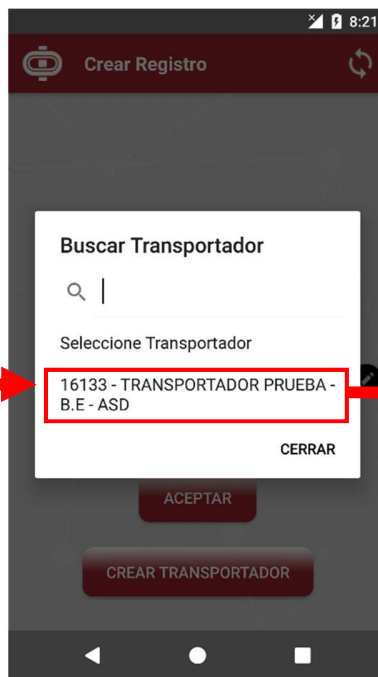 8:21
Crear Registro
Buscar Transportador
Seleccione Transportador
16133 - TRANSPORTADOR PRUEBA -
B.E - ASD
CERRAR
ACEPTAR
CREAR TRANSPORTADOR